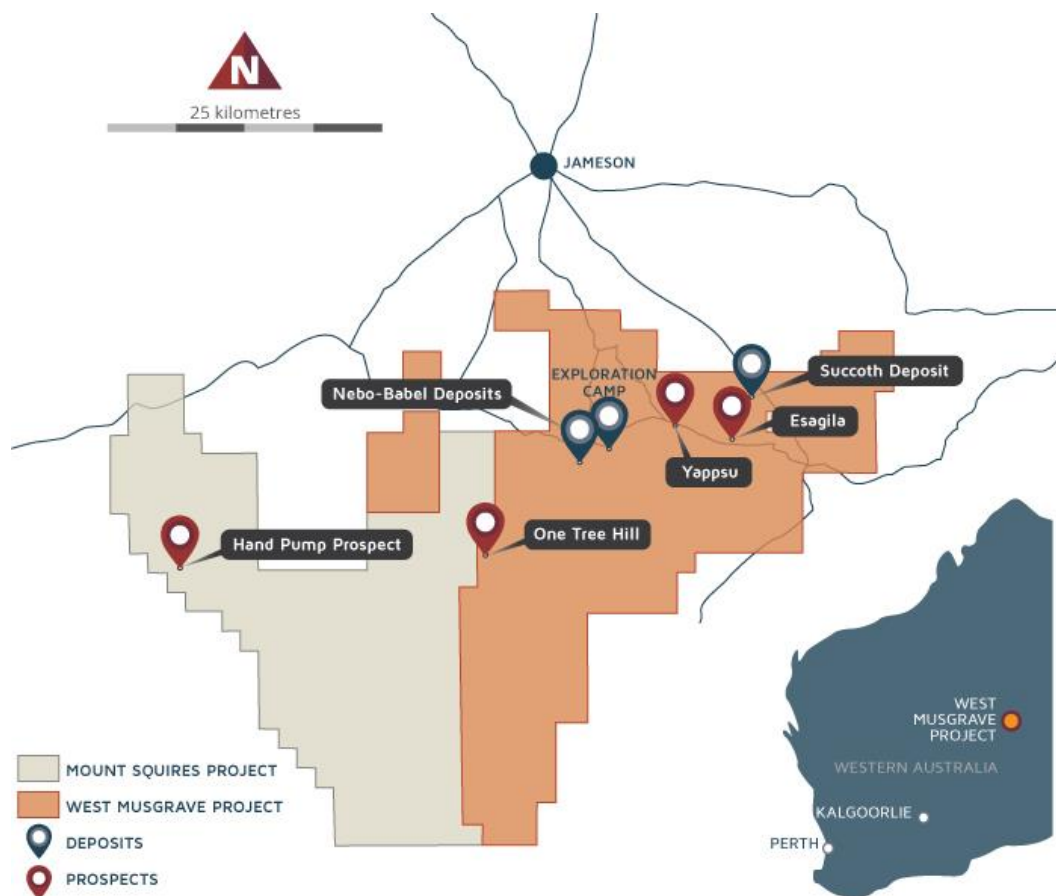 N
25 kilometres
JAMESON
EXPLORATION
CAMP
Nebo-Babel Deposits
Succoth Deposit
Esagila
Yappsu
One Tree Hill
Hand Pump Prospect
MOUNT SQUIRES PROJECT
WEST MUSGRAVE PROJECT
DEPOSITS
PROSPECTS
WEST
MUSGRAVE
PROJECT
WESTERN AUSTRALIA
KALGOORLIE
PERTH